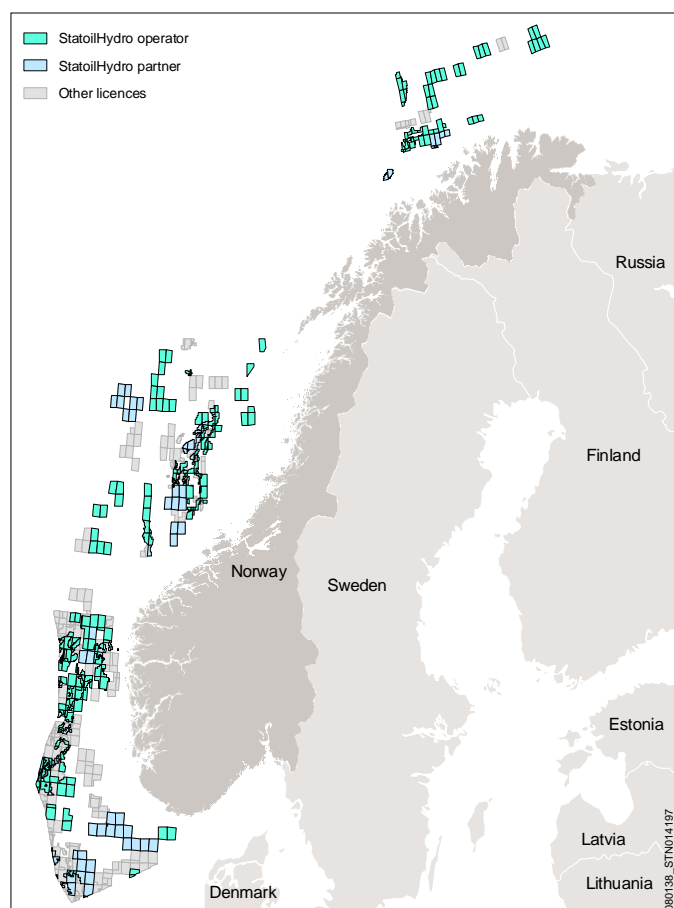 StatoilHydro operator
StatoilHydro partner
Other licences
Russia
Finland
Norway
Sweden
Estonia
Latvia
Lithuania
Denmark
080138_STN014197